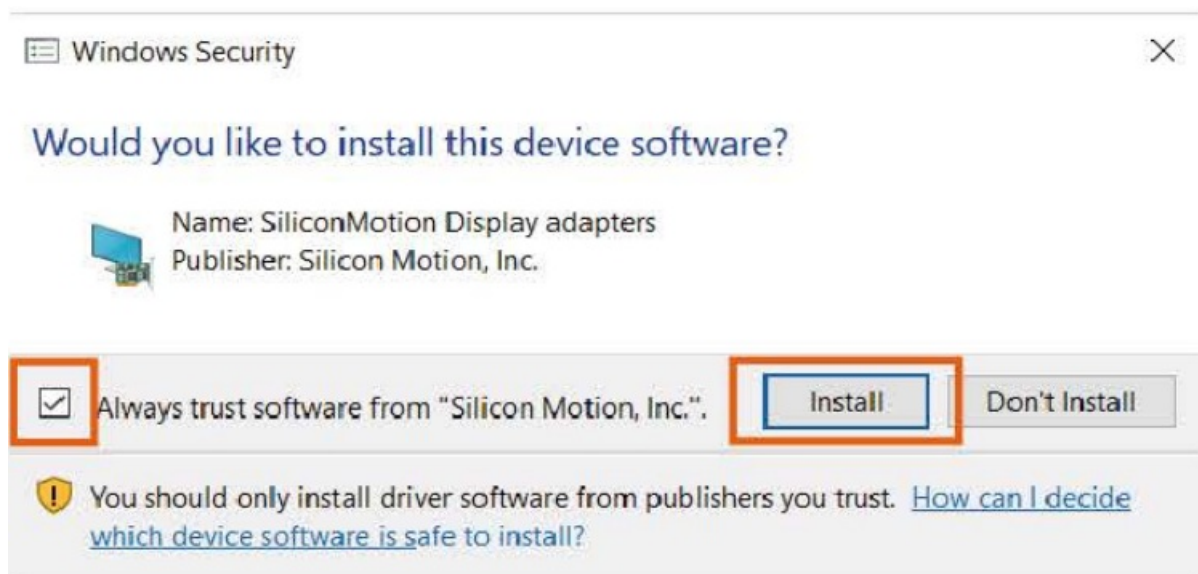 Windows Security
Would you like to install this device software?
Name: SiliconMotion Display adapters
Publisher: Silicon Motion, Inc.
Always trust software from "Silicon Motion, Inc.".
Install
Don't Install
You should only install driver software from publishers you trust. How can I decide
which device software is safe to install?